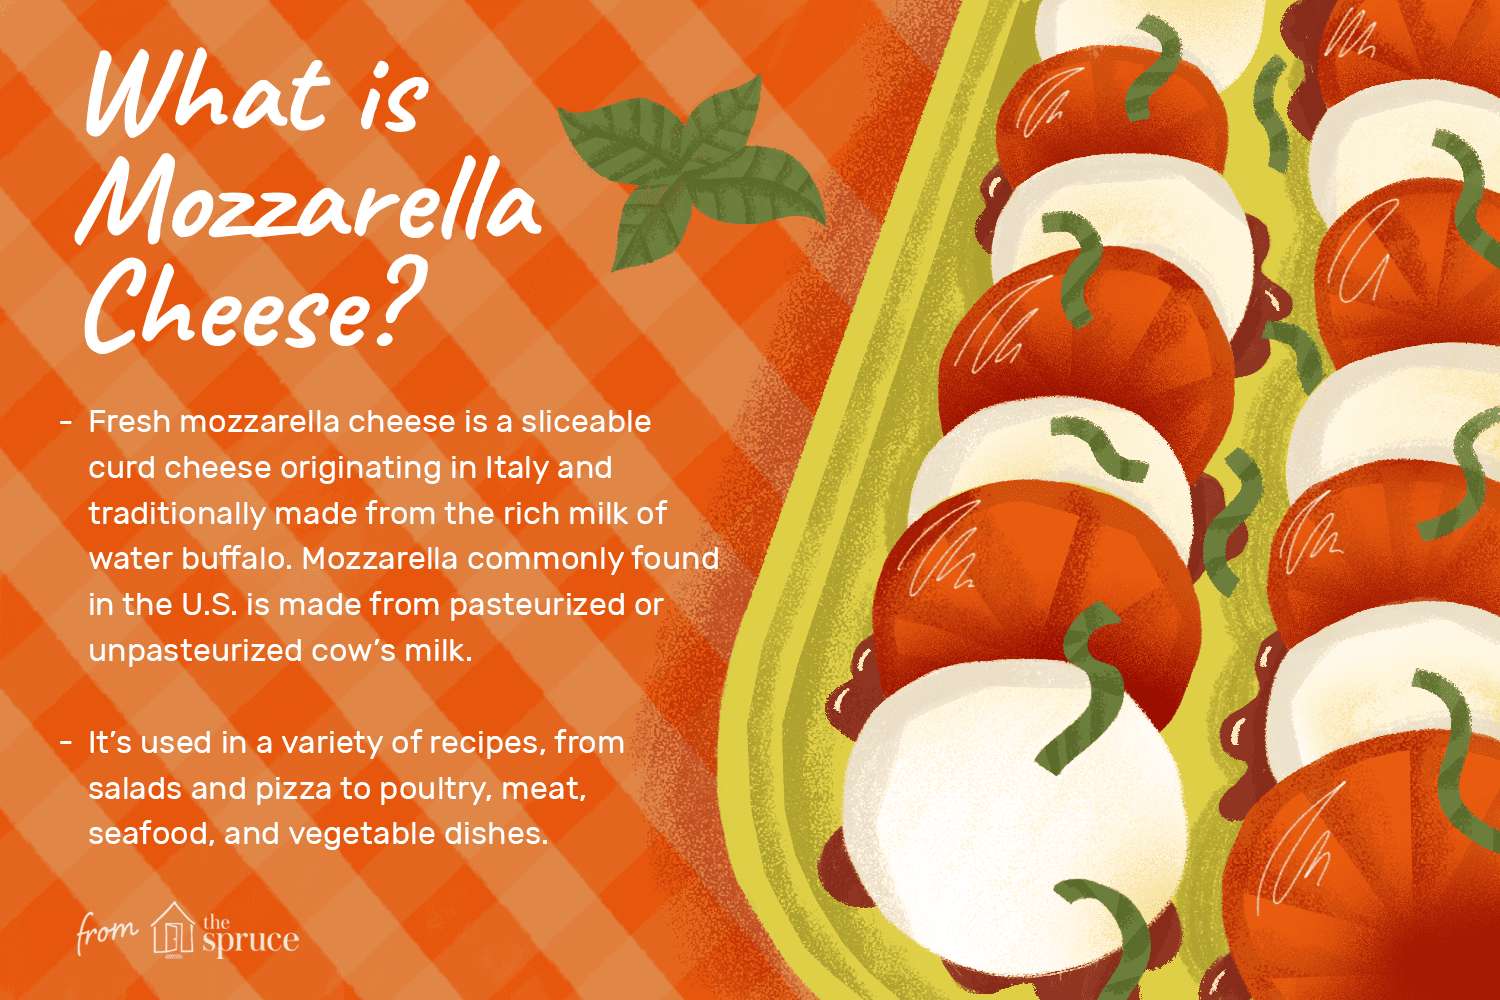 What is
Mozzarella
Cheese?
- Fresh mozzarella cheese is a sliceable
curd cheese originating in Italy and
traditionally made from the rich milk of
water buffalo. Mozzarella commonly found
in the U.S. is made from pasteurized or
unpasteurized cow’s milk.
- It’s used in a variety of recipes, from
salads and pizza to poultry, meat,
seafood, and vegetable dishes.
from the
spruce